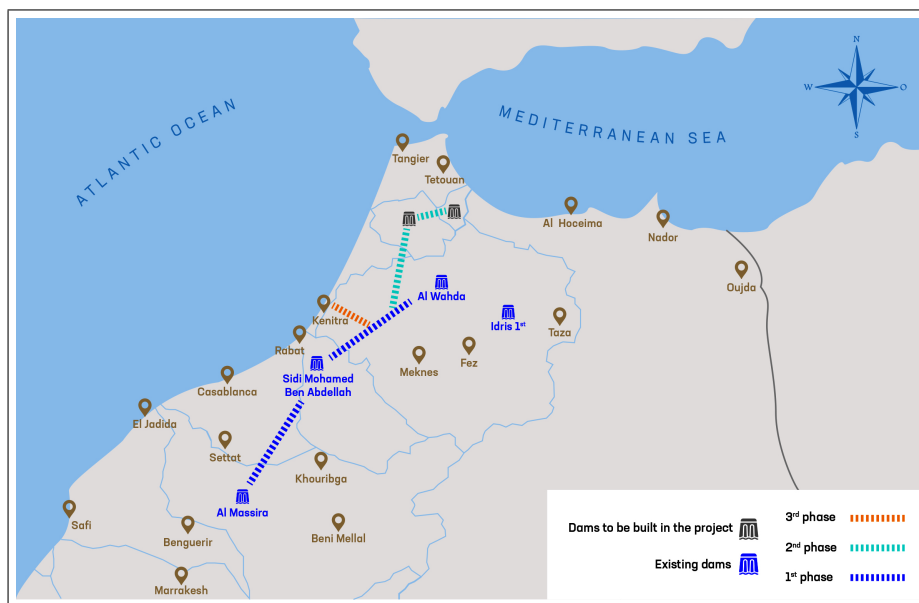 N
W
O
S
ATLANTIC OCEAN
MEDITERRANEAN SEA
Tangier
Tetouan
Al Hoceima
Nador
Oujda
Al Wahda
Idris 1st
Taza
Kenitra
Rabat
Fez
Meknes
Sidi Mohamed
Ben Abdellah
Casablanca
El Jadida
Settat
Khouribga
Al Massira
Safi
Benguerir
Beni Mellal
Marrakesh
Dams to be built in the project
Existing dams
3rd phase
2nd phase
1st phase